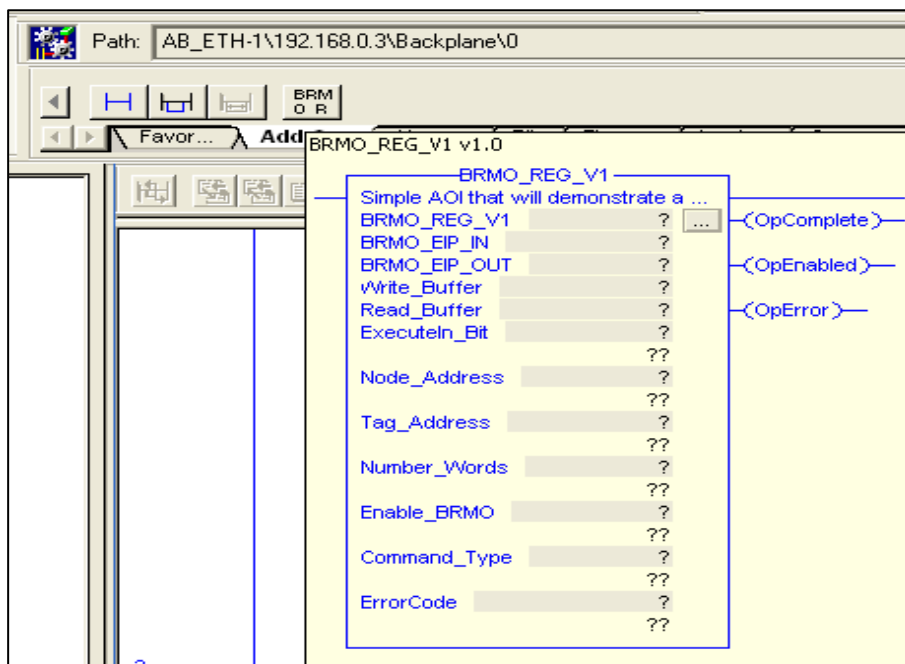 Path: AB_ETH-1\192.168.0.3\Backplane\0
BRM
O R
Favor... Add
BRMO_REG_V1 v1.0
BRMO_REG_V1
Simple AOI that will demonstrate a ...
BRMO_REG_V1 ? ... (OpComplete)
BRMO_EIP_IN ?
BRMO_EIP_OUT ? (OpEnabled)
Write_Buffer ?
Read_Buffer ? (OpError)
ExecuteIn_Bit ?
??
Node_Address ?
??
Tag_Address ?
??
Number_Words ?
??
Enable_BRMO ?
??
Command_Type ?
??
ErrorCode ?
??